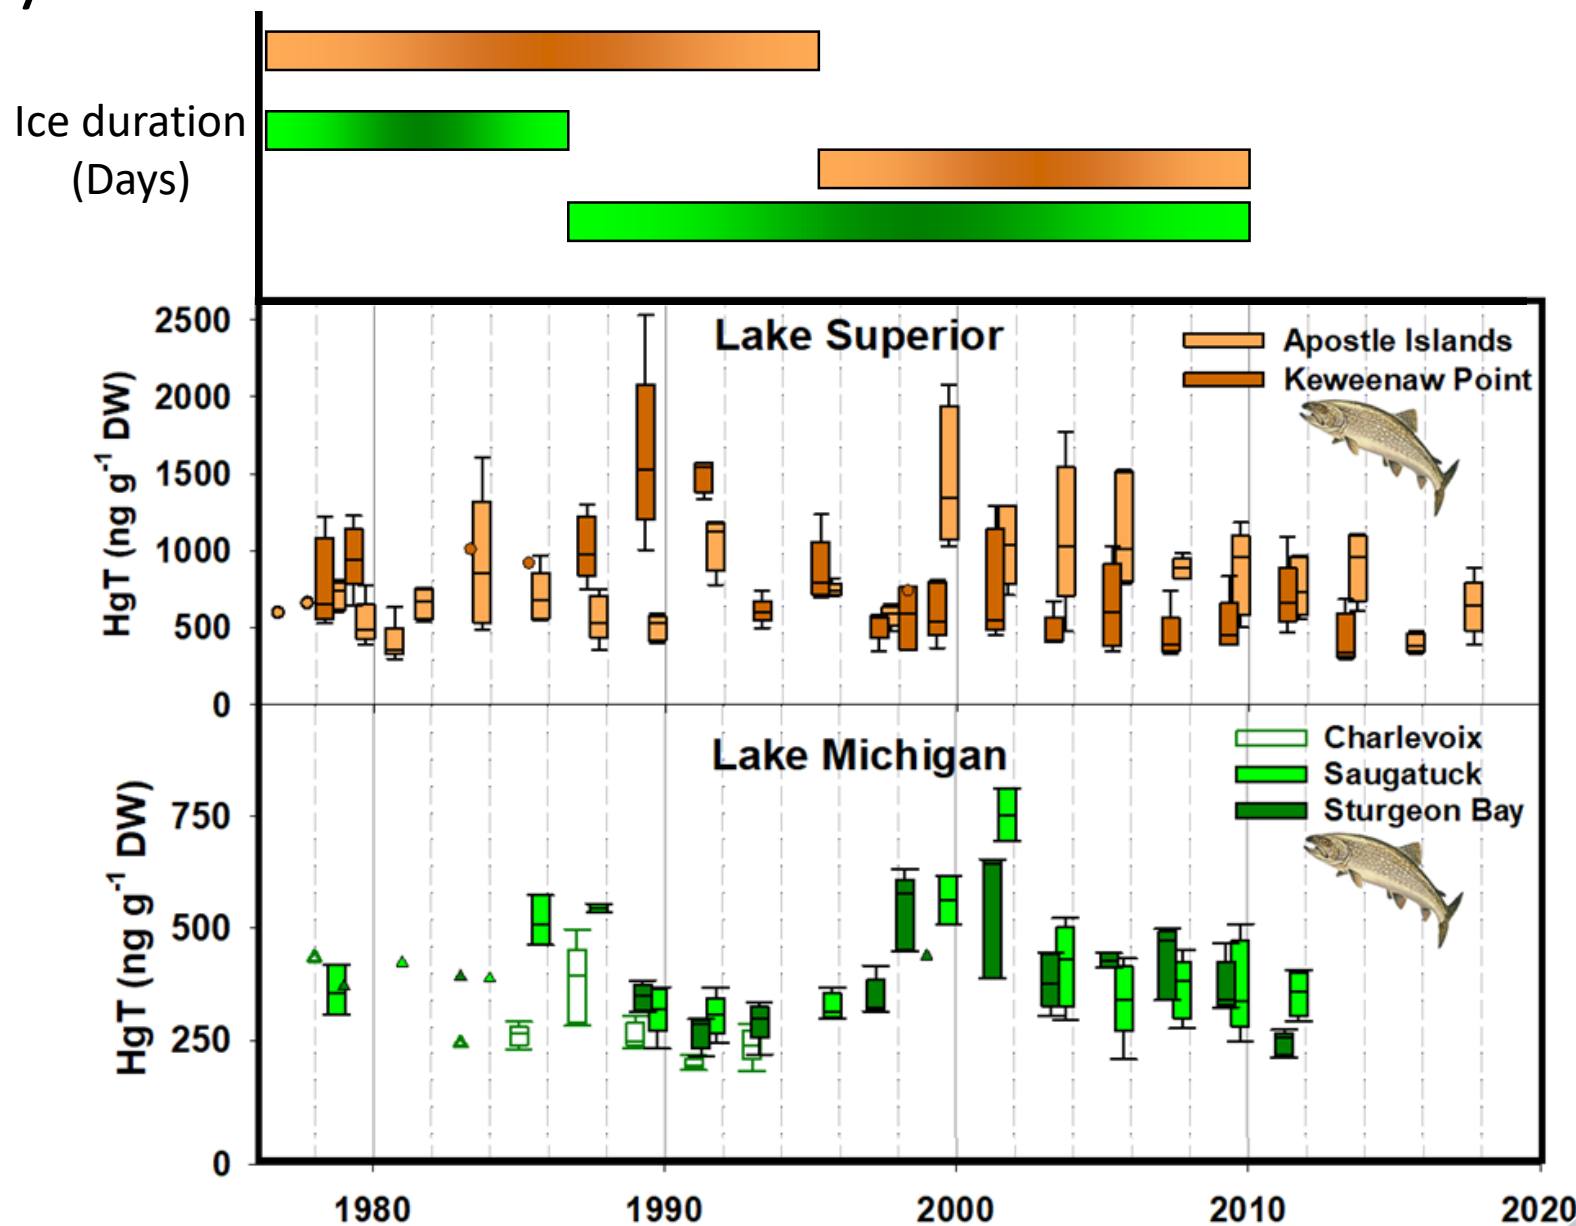 Ice duration
(Days)
Lake Superior
Apostle Islands
Keweenaw Point
HgT (ng g⁻¹ DW)
2500
2000
1500
1000
500
0
Lake Michigan
Charlevoix
Saugatuck
Sturgeon Bay
HgT (ng g⁻¹ DW)
750
500
250
0
1980 1990 2000 2010 2020